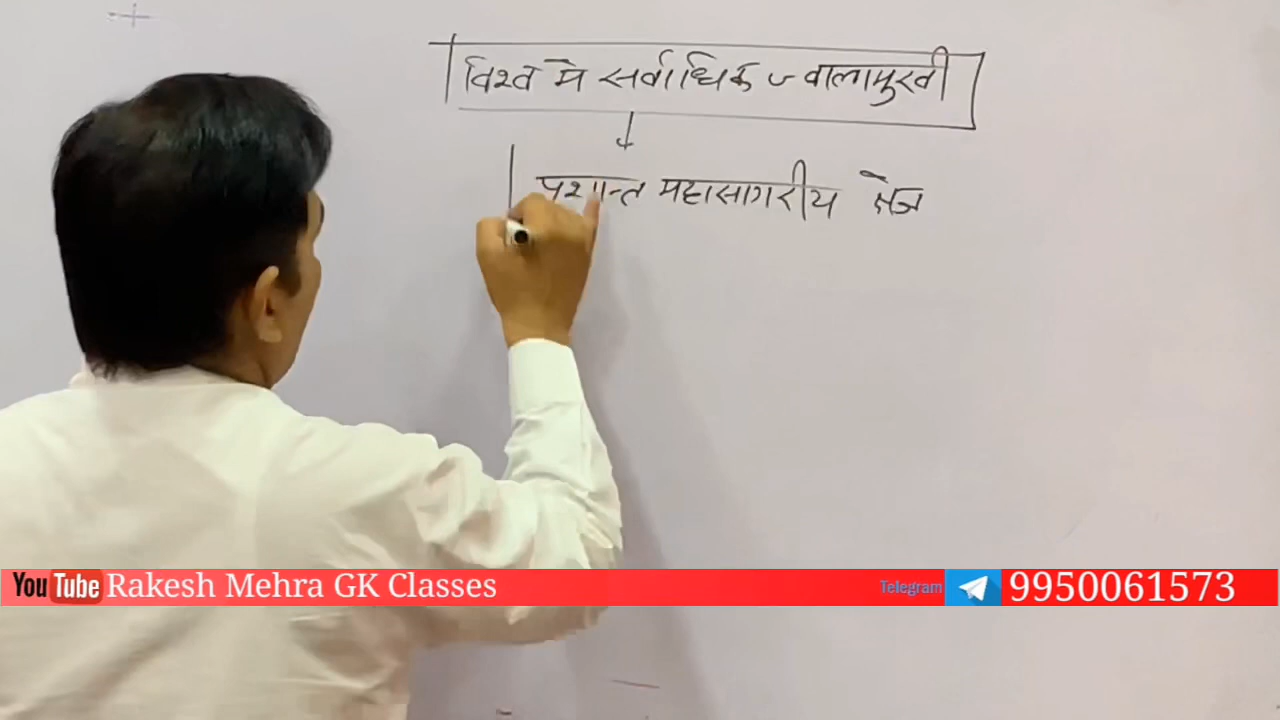 विश्व मे सर्वाधिक ज्वालामुखी
प्रशान्त महासागरीय क्षेत्र
YouTube Rakesh Mehra GK Classes
Telegram 9950061573